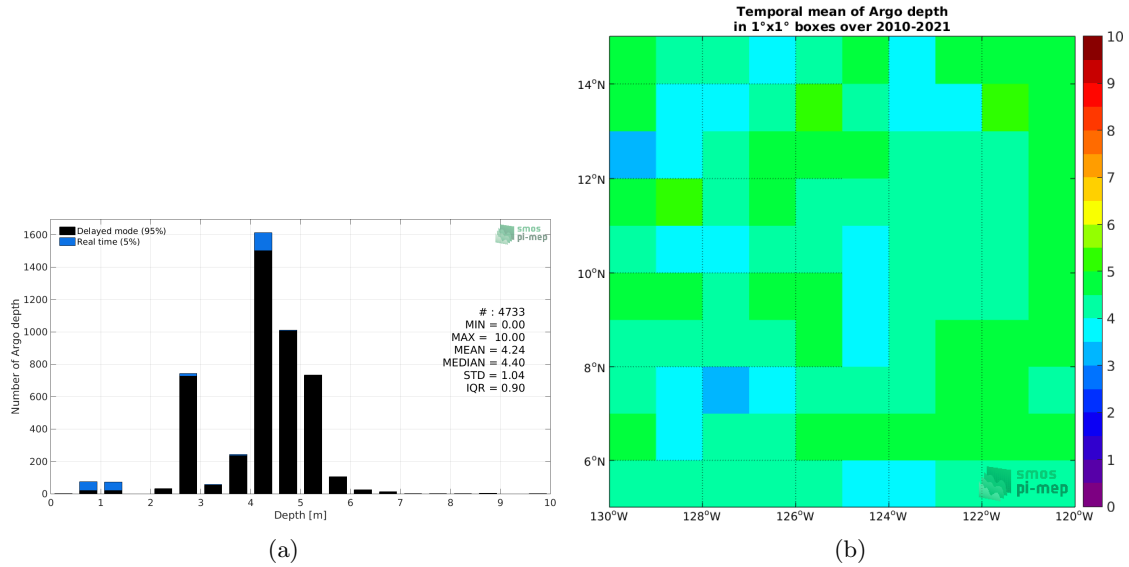 Delayed mode (95%)
Real time (5%)
smos
pi-mep
# : 4733
MIN = 0.00
MAX = 10.00
MEAN = 4.24
MEDIAN = 4.40
STD = 1.04
IQR = 0.90
Number of Argo depth
1600
1400
1200
1000
800
600
400
200
0
0 1 2 3 4 5 6 7 8 9 10
Depth [m]
(a)
Temporal mean of Argo depth
in 1°x1° boxes over 2010-2021
14°N
12°N
10°N
8°N
6°N
130°W 128°W 126°W 124°W 122°W 120°W
smos
pi-mep
10
9
8
7
6
5
4
3
2
1
0
(b)